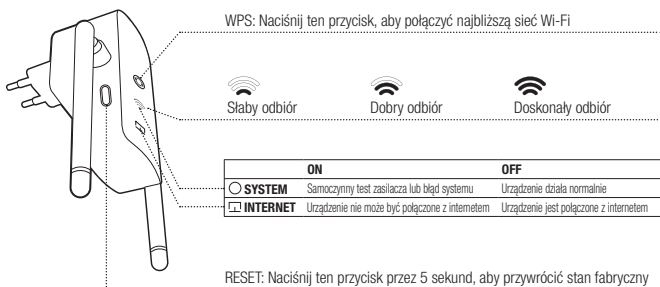 WPS: Naciśnij ten przycisk, aby połączyć najbliższą sieć Wi-Fi
Słaby odbiór Dobry odbiór Doskonały odbiór
ON OFF
SYSTEM Samoczynny test zasilacza lub błąd systemu Urządzenie działa normalnie
INTERNET Urządzenie nie może być połączone z internetem Urządzenie jest połączone z internetem
RESET: Naciśnij ten przycisk przez 5 sekund, aby przywrócić stan fabryczny